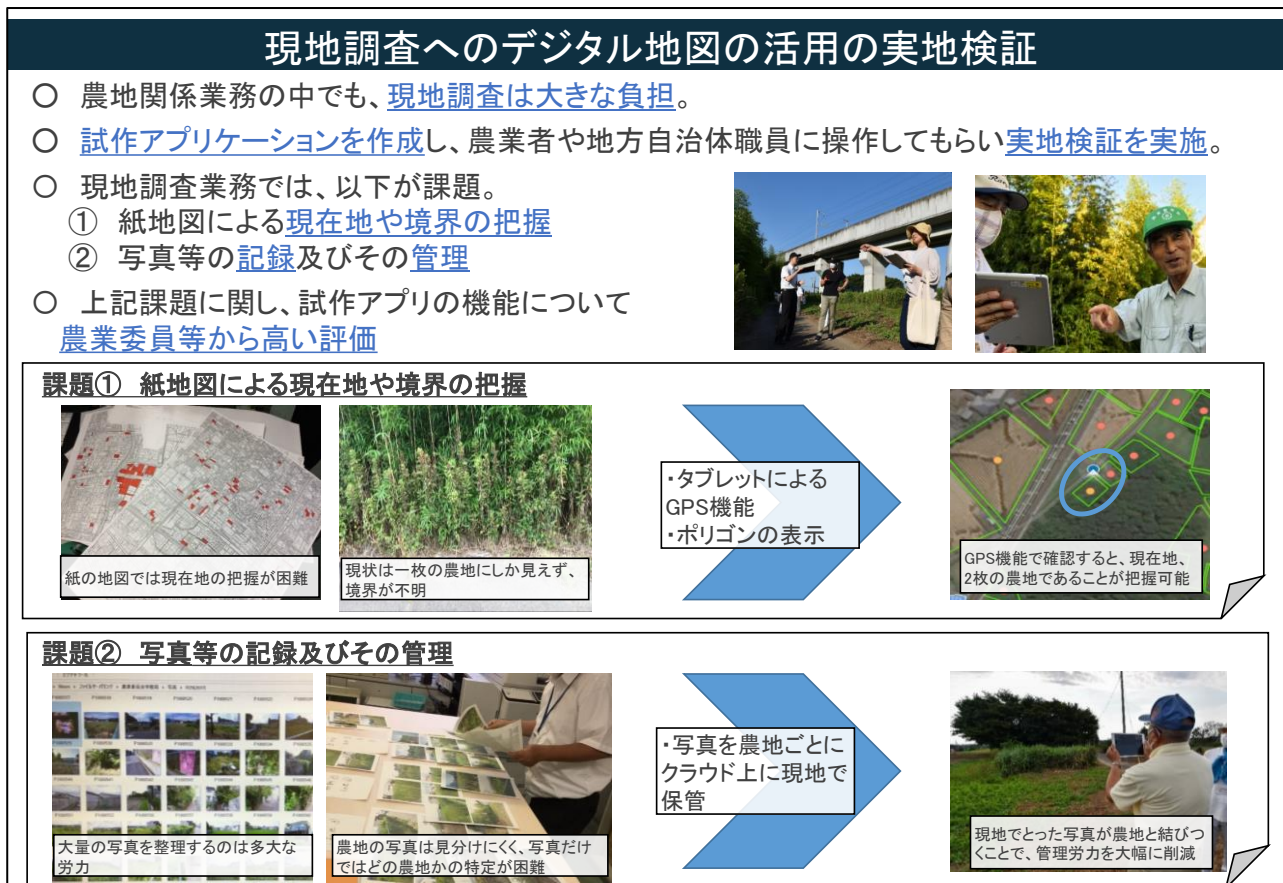 現地調査へのデジタル地図の活用の実地検証
○ 農地関係業務の中でも、現地調査は大きな負担。
○ 試作アプリケーションを作成し、農業者や地方自治体職員に操作してもらい実地検証を実施。
○ 現地調査業務では、以下が課題。
① 紙地図による現在地や境界の把握
② 写真等の記録及びその管理
○ 上記課題に関し、試作アプリの機能について
農業委員等から高い評価
課題① 紙地図による現在地や境界の把握
紙の地図では現在地の把握が困難
現状は一枚の農地にしか見えず、
境界が不明
・タブレットによる
GPS機能
・ポリゴンの表示
GPS機能で確認すると、現在地、
2枚の農地であることが把握可能
課題② 写真等の記録及びその管理
大量の写真を整理するのは多大な
労力
農地の写真は見分けにくく、写真だけ
ではどの農地かの特定が困難
・写真を農地ごとに
クラウド上に現地で
保管
現地でとった写真が農地と結びつ
くことで、管理労力を大幅に削減